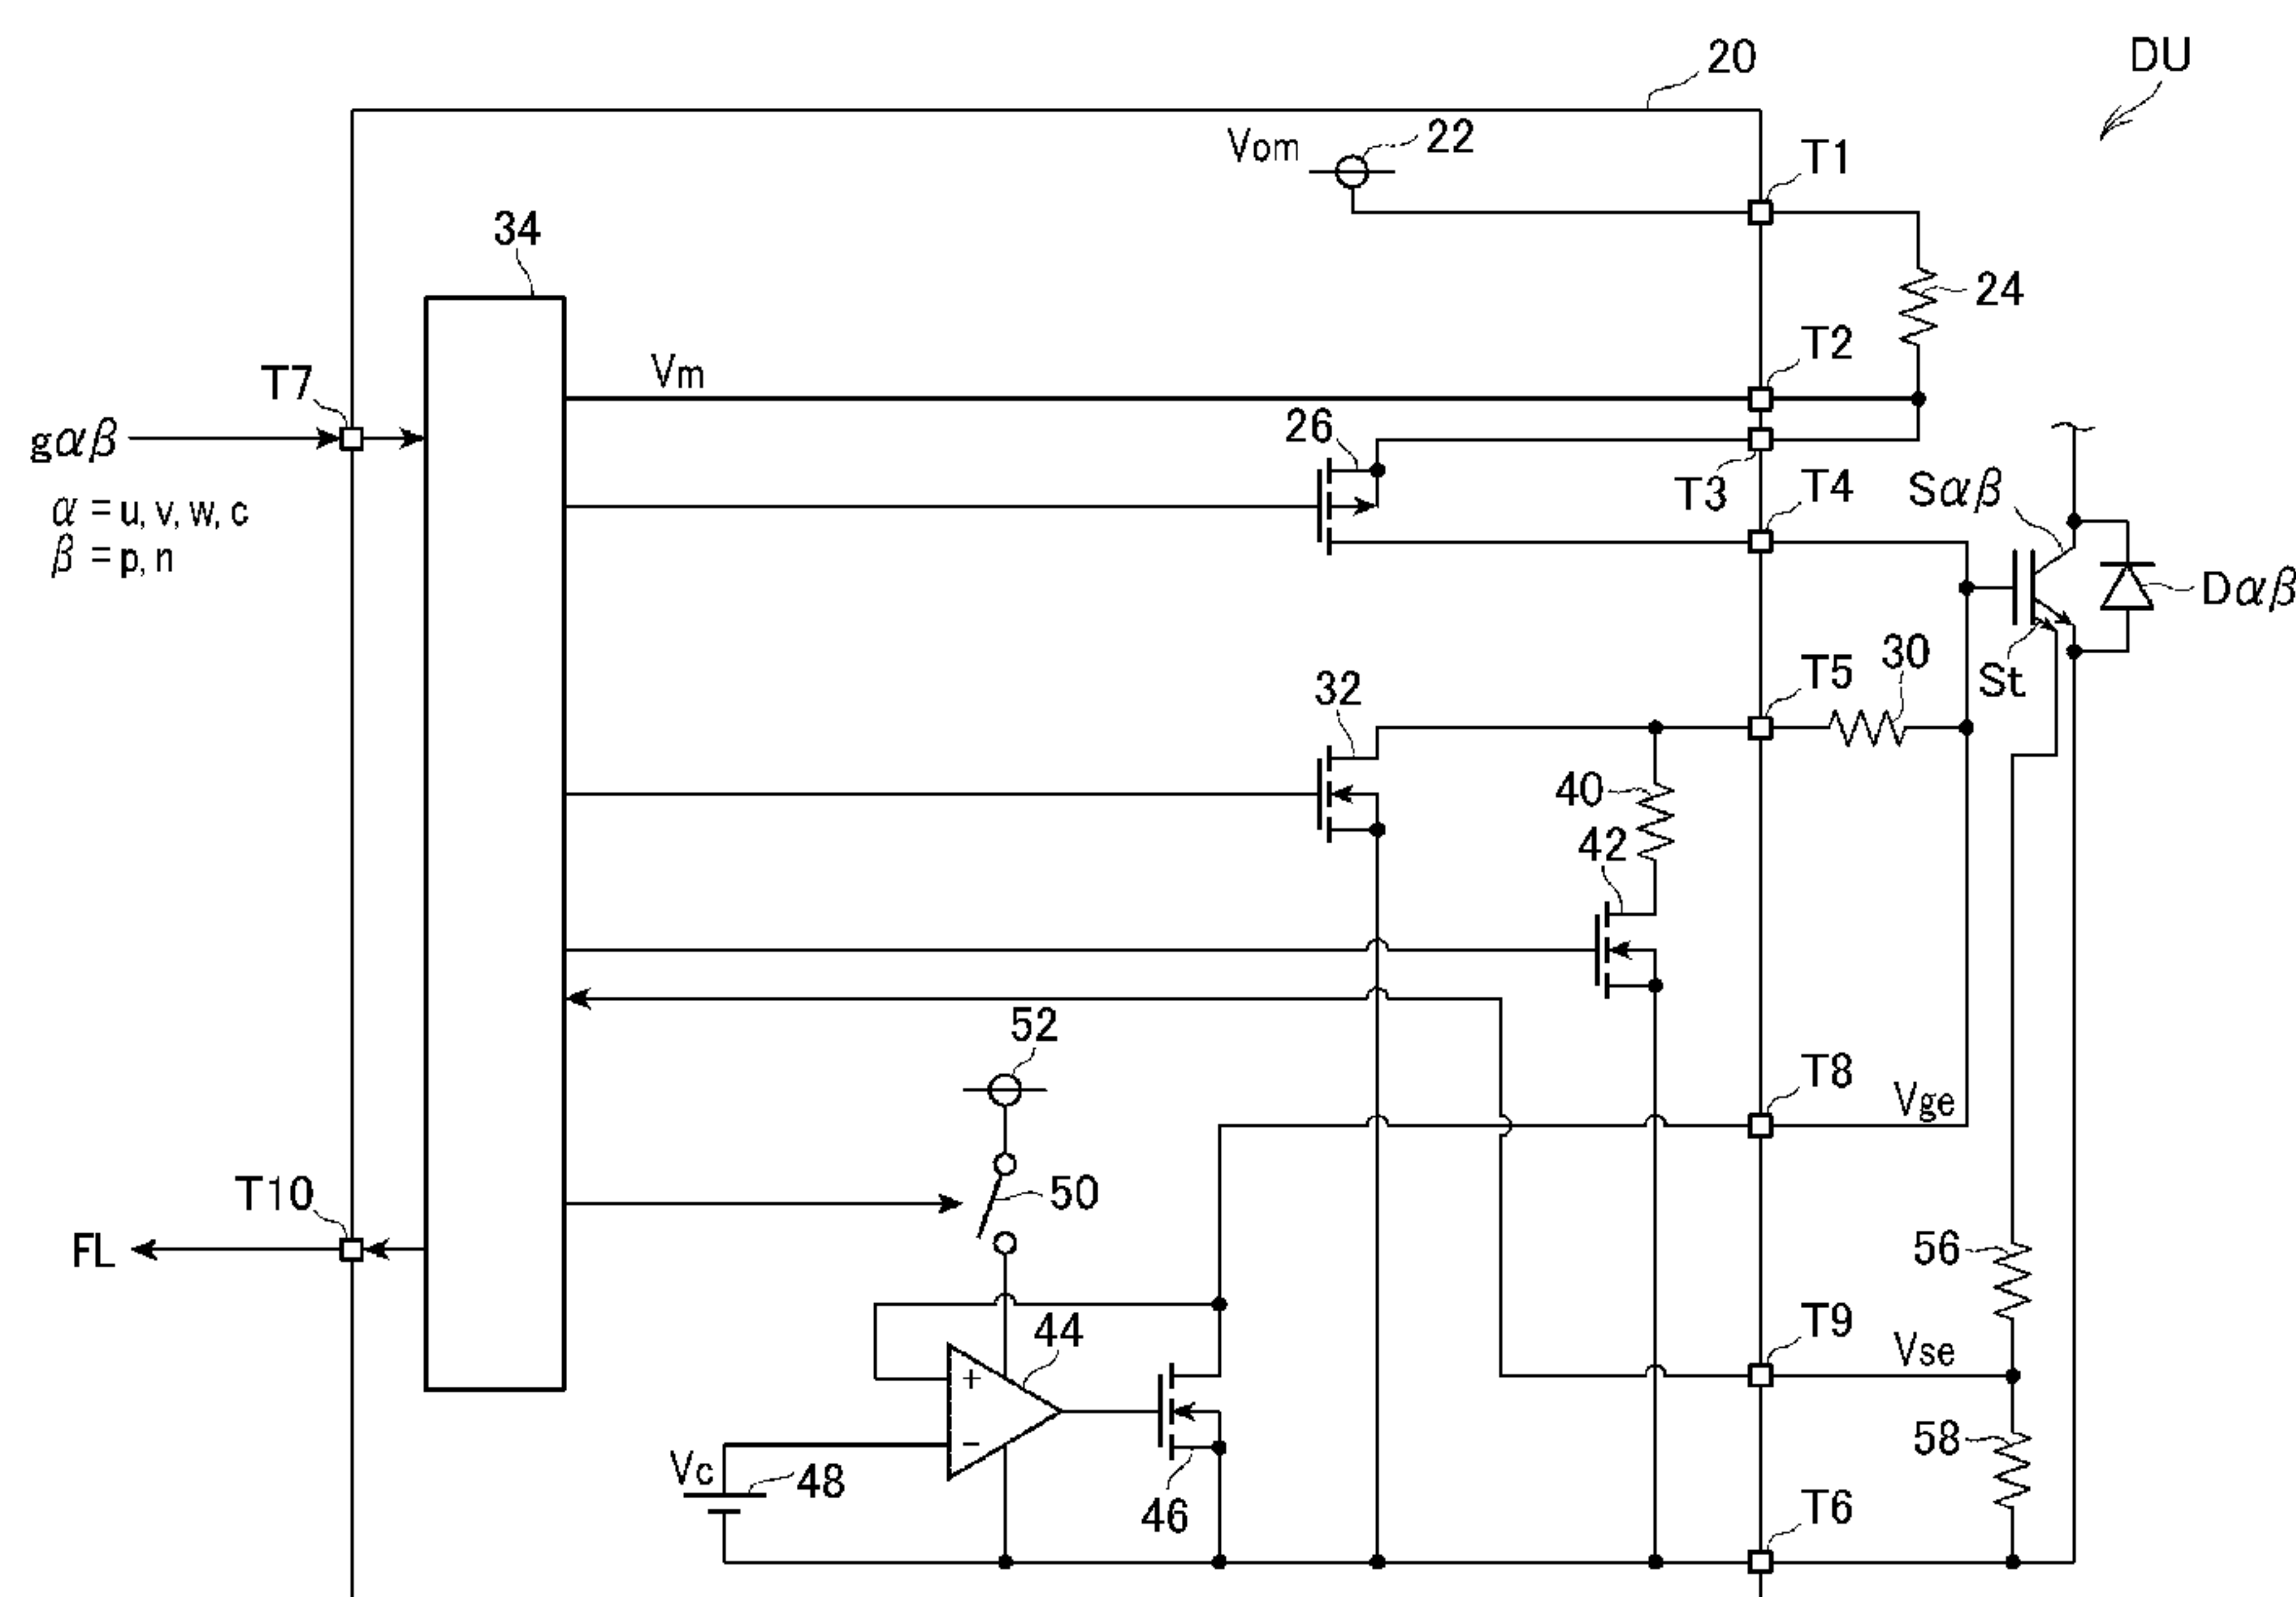 20
DU
Vom
22
T1
34
24
T2
Vm
T7
26
gαβ
T3
T4
Sαβ
α = u, v, w, c
β = p, n
Dαβ
32
T5
30
St
40
42
52
T8
Vge
T10
50
FL
56
44
T9
Vse
+
−
58
Vc
48
46
T6